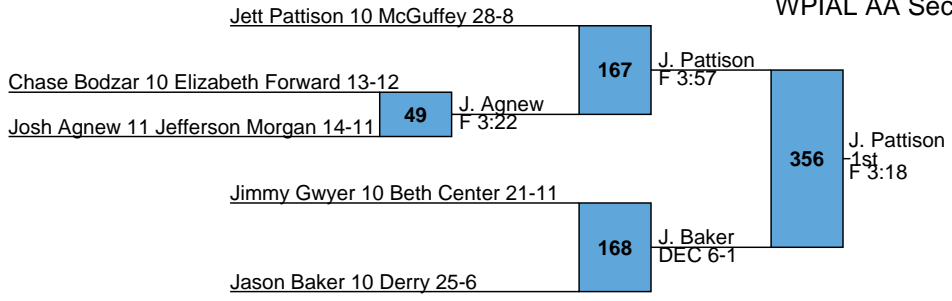 WPIAL AA Sec
Jett Pattison 10 McGuffey 28-8
167
J. Pattison
F 3:57
Chase Bodzar 10 Elizabeth Forward 13-12
49
J. Agnew
F 3:22
Josh Agnew 11 Jefferson Morgan 14-11
356
J. Pattison
1st
F 3:18
Jimmy Gwyer 10 Beth Center 21-11
168
J. Baker
DEC 6-1
Jason Baker 10 Derry 25-6